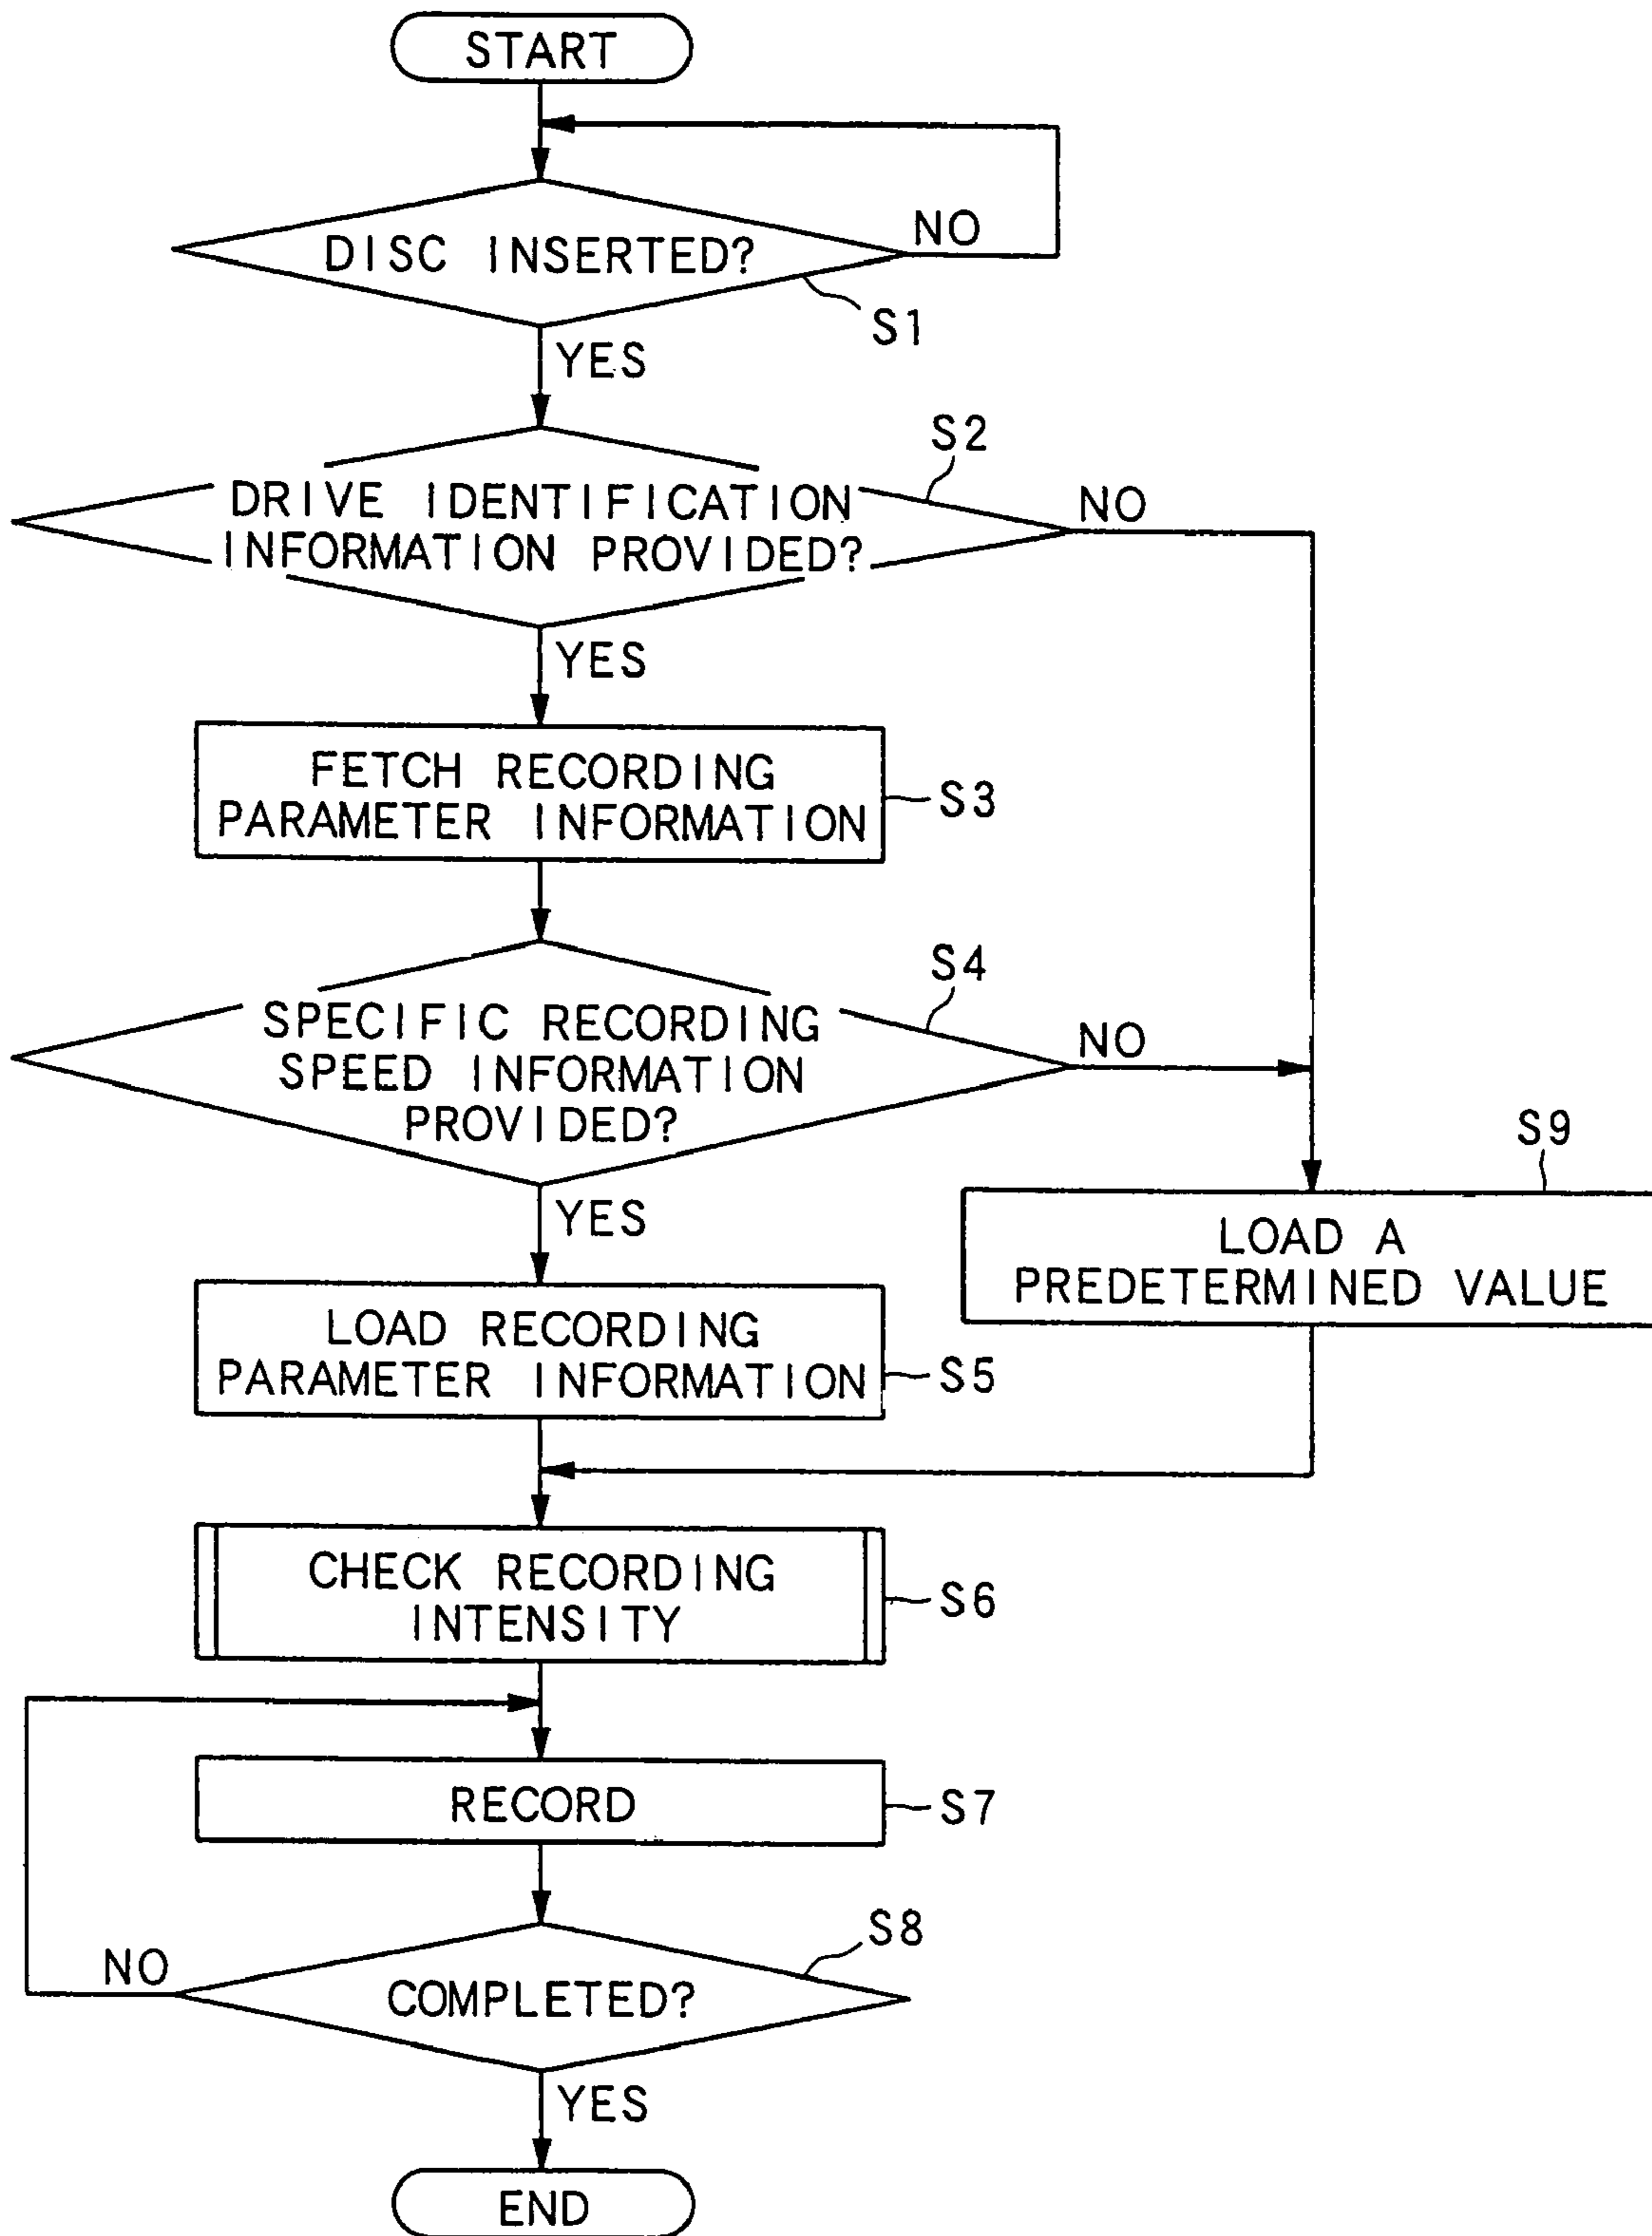 START
DISC INSERTED?
NO
S1
YES
S2
DRIVE IDENTIFICATION
INFORMATION PROVIDED?
NO
YES
FETCH RECORDING
PARAMETER INFORMATION
S3
S4
SPECIFIC RECORDING
SPEED INFORMATION
PROVIDED?
NO
YES
S9
LOAD A
PREDETERMINED VALUE
LOAD RECORDING
PARAMETER INFORMATION
S5
CHECK RECORDING
INTENSITY
S6
RECORD
S7
S8
COMPLETED?
NO
YES
END